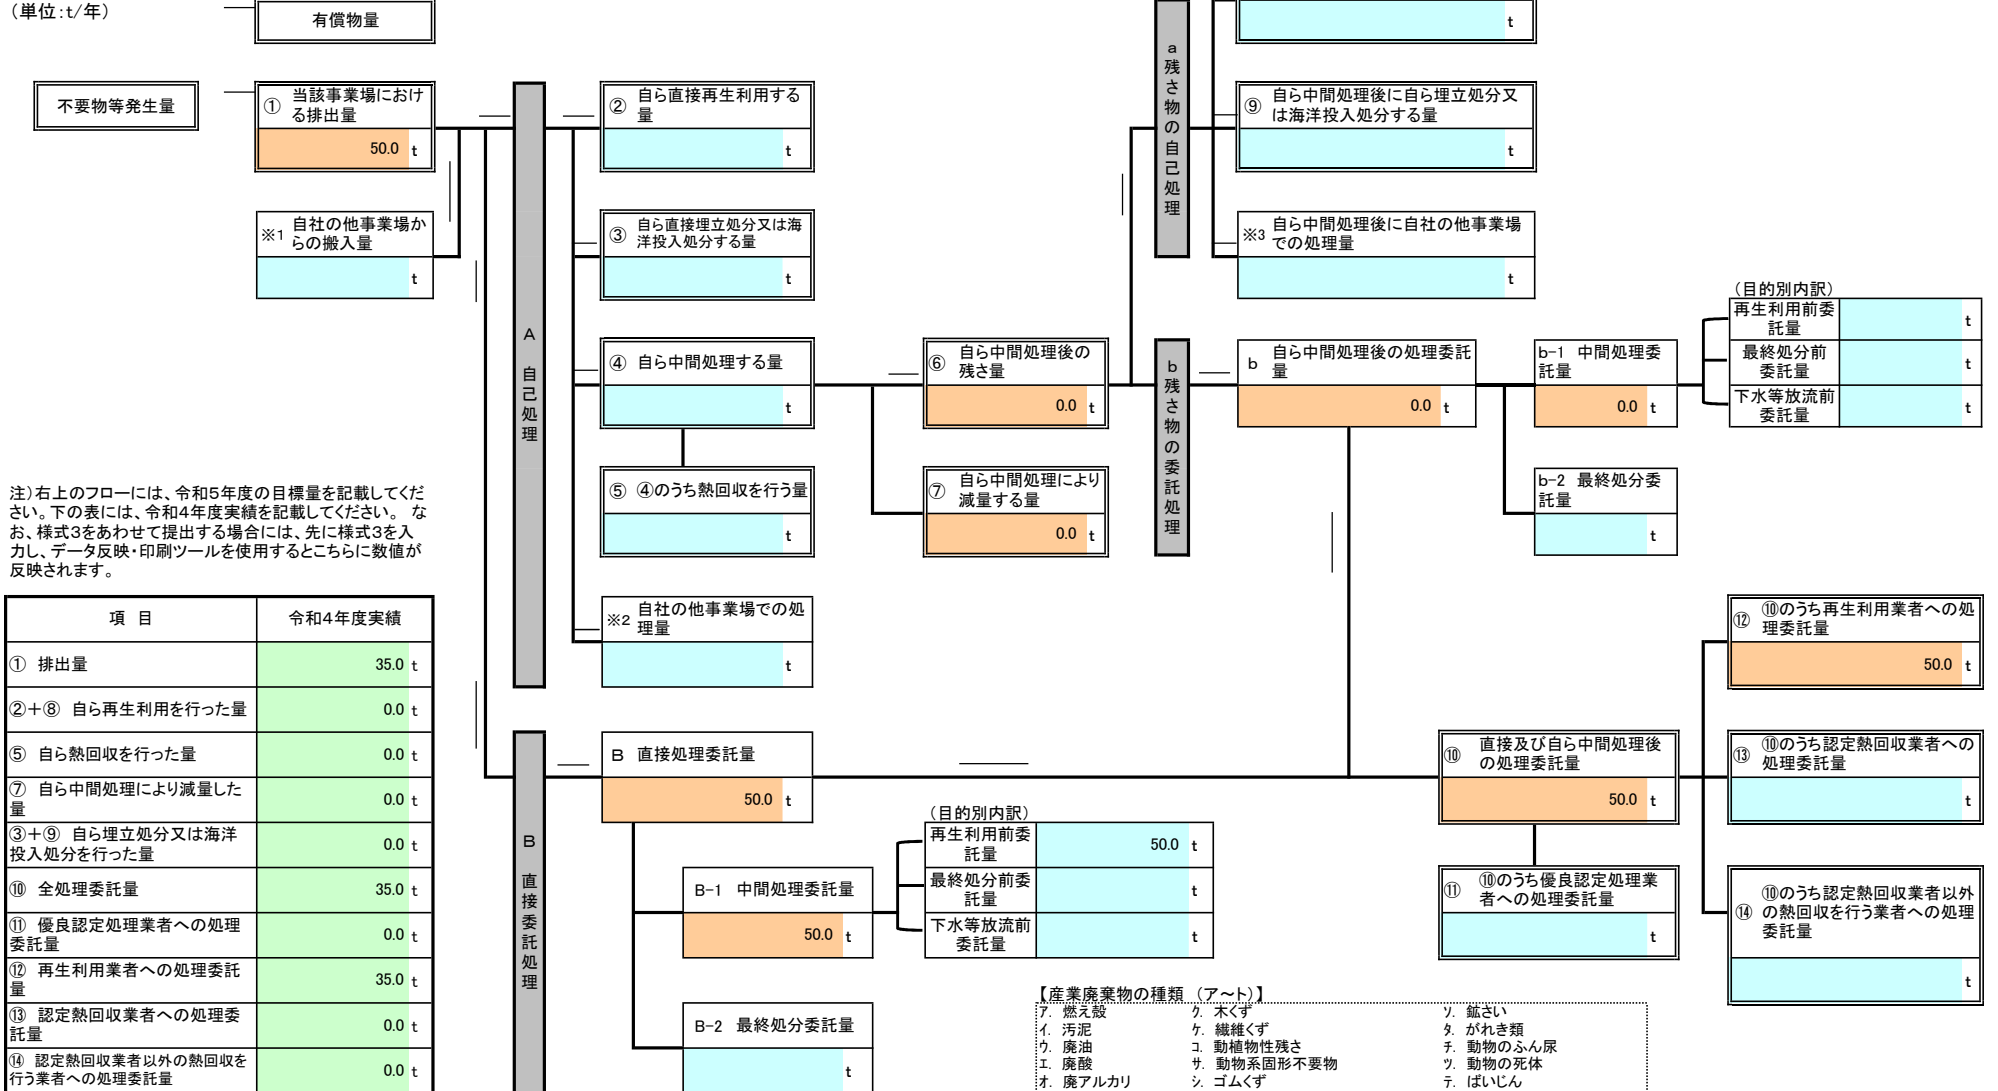 （単位:t/年）
有償物量
t
不要物等発生量
① 当該事業場におけ
る排出量
50.0 t
※1 自社の他事業場か
らの搬入量
t
A 自己処理
② 自ら直接再生利用する
量
t
③ 自ら直接埋立処分又は海
洋投入処分する量
t
④ 自ら中間処理する量
t
⑤ ④のうち熱回収を行う量
t
※2 自社の他事業場での処
理量
t
⑥ 自ら中間処理後の
残さ量
0.0 t
⑦ 自ら中間処理により
減量する量
0.0 t
a 残さ物の自己処理
⑨ 自ら中間処理後に自ら埋立処分又
は海洋投入処分する量
t
※3 自ら中間処理後に自社の他事業場
での処理量
t
b 残さ物の委託処理
b 自ら中間処理後の処理委託
量
0.0 t
b-1 中間処理委
託量
0.0 t
b-2 最終処分委
託量
t
（目的別内訳）
再生利用前委
託量
t
最終処分前
委託量
t
下水等放流前
委託量
t
注）右上のフローには、令和5年度の目標量を記載してくだ
さい。下の表には、令和4年度実績を記載してください。 な
お、様式3をあわせて提出する場合には、先に様式3を入
力し、データ反映・印刷ツールを使用するとこちらに数値が
反映されます。
項 目 令和4年度実績
① 排出量 35.0 t
②+⑧ 自ら再生利用を行った量 0.0 t
⑤ 自ら熱回収を行った量 0.0 t
⑦ 自ら中間処理により減量した
量 0.0 t
③+⑨ 自ら埋立処分又は海洋
投入処分を行った量 0.0 t
⑩ 全処理委託量 35.0 t
⑪ 優良認定処理業者への処理
委託量 0.0 t
⑫ 再生利用業者への処理委託
量 35.0 t
⑬ 認定熱回収業者への処理委
託量 0.0 t
⑭ 認定熱回収業者以外の熱回収を
行う業者への処理委託量 0.0 t
B 直接委託処理
B 直接処理委託量
50.0 t
B-1 中間処理委託量
50.0 t
B-2 最終処分委託量
t
（目的別内訳）
再生利用前委
託量
50.0 t
最終処分前委
託量
t
下水等放流前
委託量
t
⑩ 直接及び自ら中間処理後
の処理委託量
50.0 t
⑪ ⑩のうち優良認定処理業
者への処理委託量
t
⑫ ⑩のうち再生利用業者への処
理委託量
50.0 t
⑬ ⑩のうち認定熱回収業者への
処理委託量
t
⑭ ⑩のうち認定熱回収業者以外
の熱回収を行う業者への処理
委託量
t
【産業廃棄物の種類 （ア～ト）】
ア. 燃え殻 ク. 木くず ソ. 鉱さい
イ. 汚泥 ケ. 繊維くず タ. がれき類
ウ. 廃油 コ. 動植物性残さ チ. 動物のふん尿
エ. 廃酸 サ. 動物系固形不要物 ツ. 動物の死体
オ. 廃アルカリ シ. ゴムくず テ. ばいじん